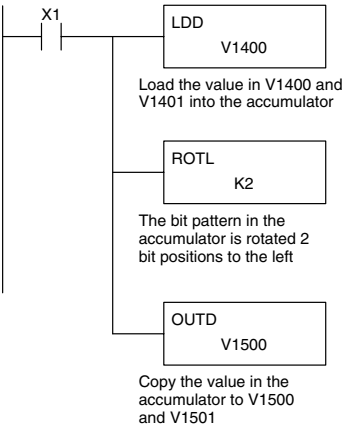 X1
LDD
V1400
Load the value in V1400 and
V1401 into the accumulator
ROTL
K2
The bit pattern in the
accumulator is rotated 2
bit positions to the left
OUTD
V1500
Copy the value in the
accumulator to V1500
and V1501